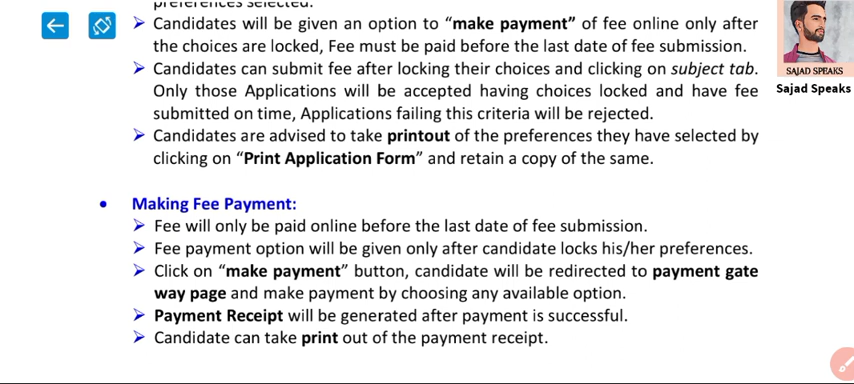 preferences selected.
➢ Candidates will be given an option to “make payment” of fee online only after
the choices are locked, Fee must be paid before the last date of fee submission.
➢ Candidates can submit fee after locking their choices and clicking on subject tab.
Only those Applications will be accepted having choices locked and have fee
submitted on time, Applications failing this criteria will be rejected.
➢ Candidates are advised to take printout of the preferences they have selected by
clicking on “Print Application Form” and retain a copy of the same.
SAJAD SPEAKS
Sajad Speaks
• Making Fee Payment:
➢ Fee will only be paid online before the last date of fee submission.
➢ Fee payment option will be given only after candidate locks his/her preferences.
➢ Click on “make payment” button, candidate will be redirected to payment gate
way page and make payment by choosing any available option.
➢ Payment Receipt will be generated after payment is successful.
➢ Candidate can take print out of the payment receipt.